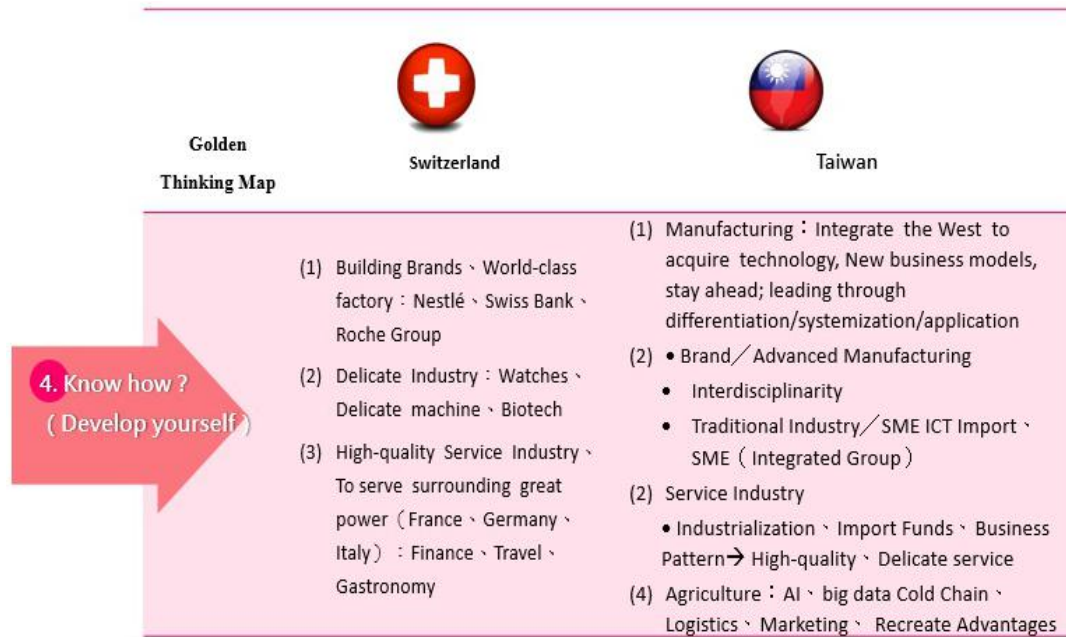 Golden
Thinking Map
Switzerland
Taiwan
4. Know how？
（Develop yourself）
(1) Building Brands、World-class
factory：Nestlé、Swiss Bank、
Roche Group
(2) Delicate Industry：Watches、
Delicate machine、Biotech
(3) High-quality Service Industry、
To serve surrounding great
power（France、Germany、
Italy）：Finance、Travel、
Gastronomy
(1) Manufacturing：Integrate the West to
acquire technology, New business models,
stay ahead; leading through
differentiation/systemization/application
(2) • Brand／Advanced Manufacturing
• Interdisciplinarity
• Traditional Industry／SME ICT Import、
SME（Integrated Group）
(2) Service Industry
• Industrialization、Import Funds、Business
Pattern→ High-quality、Delicate service
(4) Agriculture：AI、big data Cold Chain、
Logistics、Marketing、 Recreate Advantages